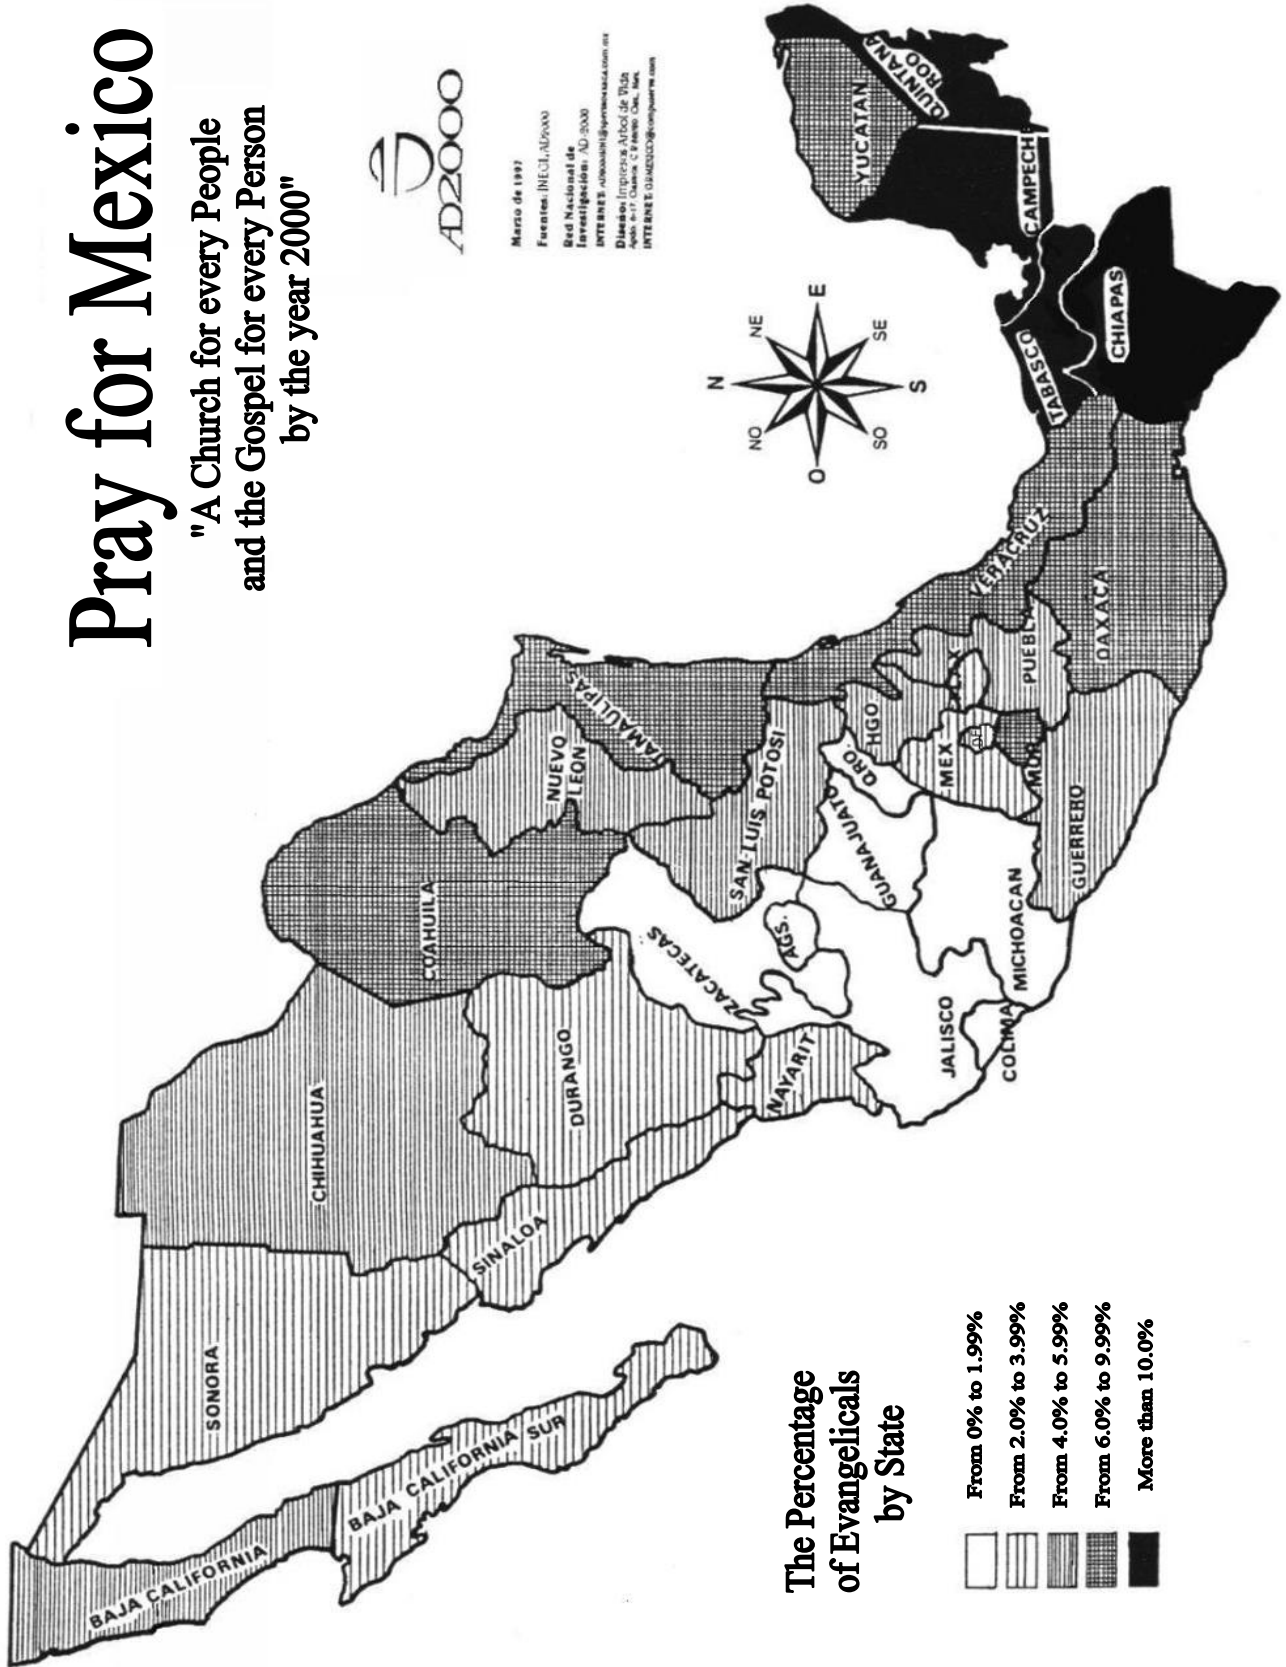 Pray for Mexico
"A Church for every People
and the Gospel for every Person
by the year 2000"
AD2000
Marzo de 1997
Fuentes: INEGI, AD2000
Red Nacional de
Investigación: AD-2000
INTERNET:
Diseño: Impresos Arbol de Vida
INTERNET:
N
NE
E
SE
S
SO
O
NO
BAJA CALIFORNIA
BAJA CALIFORNIA SUR
SONORA
CHIHUAHUA
COAHUILA
NUEVO
LEON
TAMAULIPAS
SINALOA
DURANGO
ZACATECAS
SAN LUIS POTOSI
NAYARIT
AGS.
JALISCO
COLIMA
GUANAJUATO
QRO.
HGO.
MICHOACAN
MEX
DF
MOR
TLAX
PUEBLA
VERACRUZ
GUERRERO
OAXACA
TABASCO
CHIAPAS
CAMPECHE
YUCATAN
QUINTANA
ROO
The Percentage
of Evangelicals
by State
From 0% to 1.99%
From 2.0% to 3.99%
From 4.0% to 5.99%
From 6.0% to 9.99%
More than 10.0%